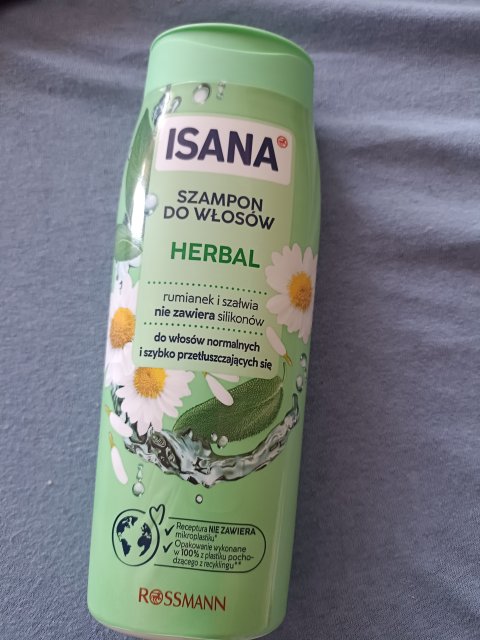 ISANA
SZAMPON
DO WŁOSÓW
HERBAL
rumianek i szałwia
nie zawiera silikonów
do włosów normalnych
i szybko przetłuszczających się
Receptura NIE ZAWIERA
mikroplastiku*
Opakowanie wykonane
w 100% z plastiku pocho-
dzącego z recyklingu**
ROSSMANN